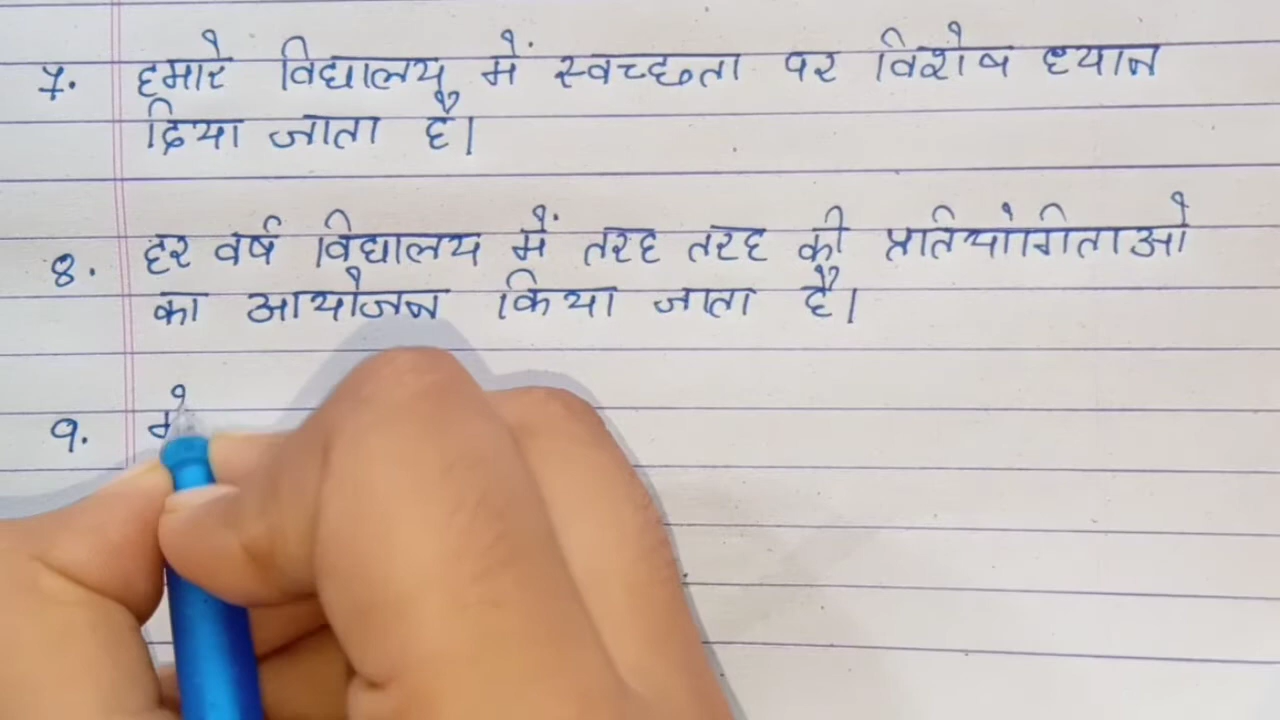 7. हमारे विद्यालय में स्वच्छता पर विशेष ध्यान
दिया जाता है।
8. हर वर्ष विद्यालय में तरह तरह की प्रतियोगिताओ
का आयोजन किया जाता है।
9.